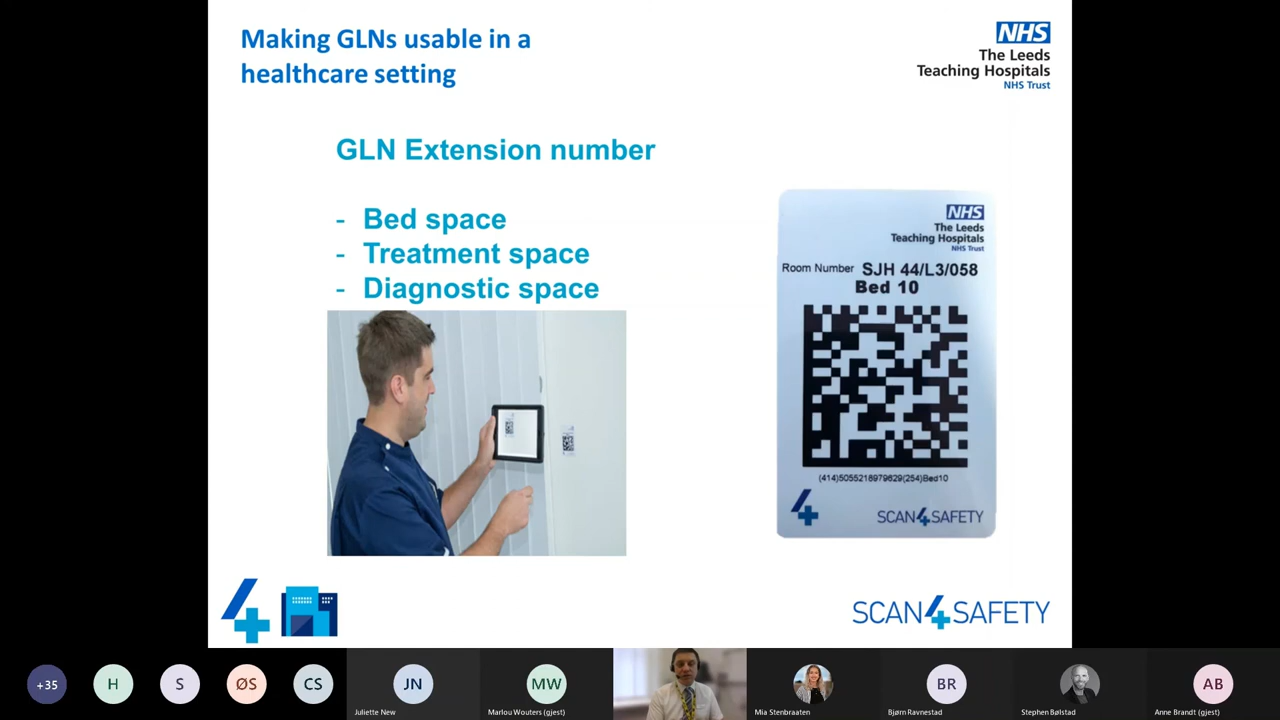 Making GLNs usable in a
healthcare setting
NHS
The Leeds
Teaching Hospitals
NHS Trust
GLN Extension number
- Bed space
- Treatment space
- Diagnostic space
NHS
The Leeds
Teaching Hospitals
NHS Trust
Room Number SJH 44/L3/058
Bed 10
(414)5055218979829(254)Bed10
SCAN4SAFETY
SCAN4SAFETY
+35
H
S
ØS
CS
JN
Juliette New
MW
Marlou Wouters (gjest)
Mia Stenbraaten
BR
Bjørn Ravnestad
Stephen Bølstad
AB
Anne Brandt (gjest)